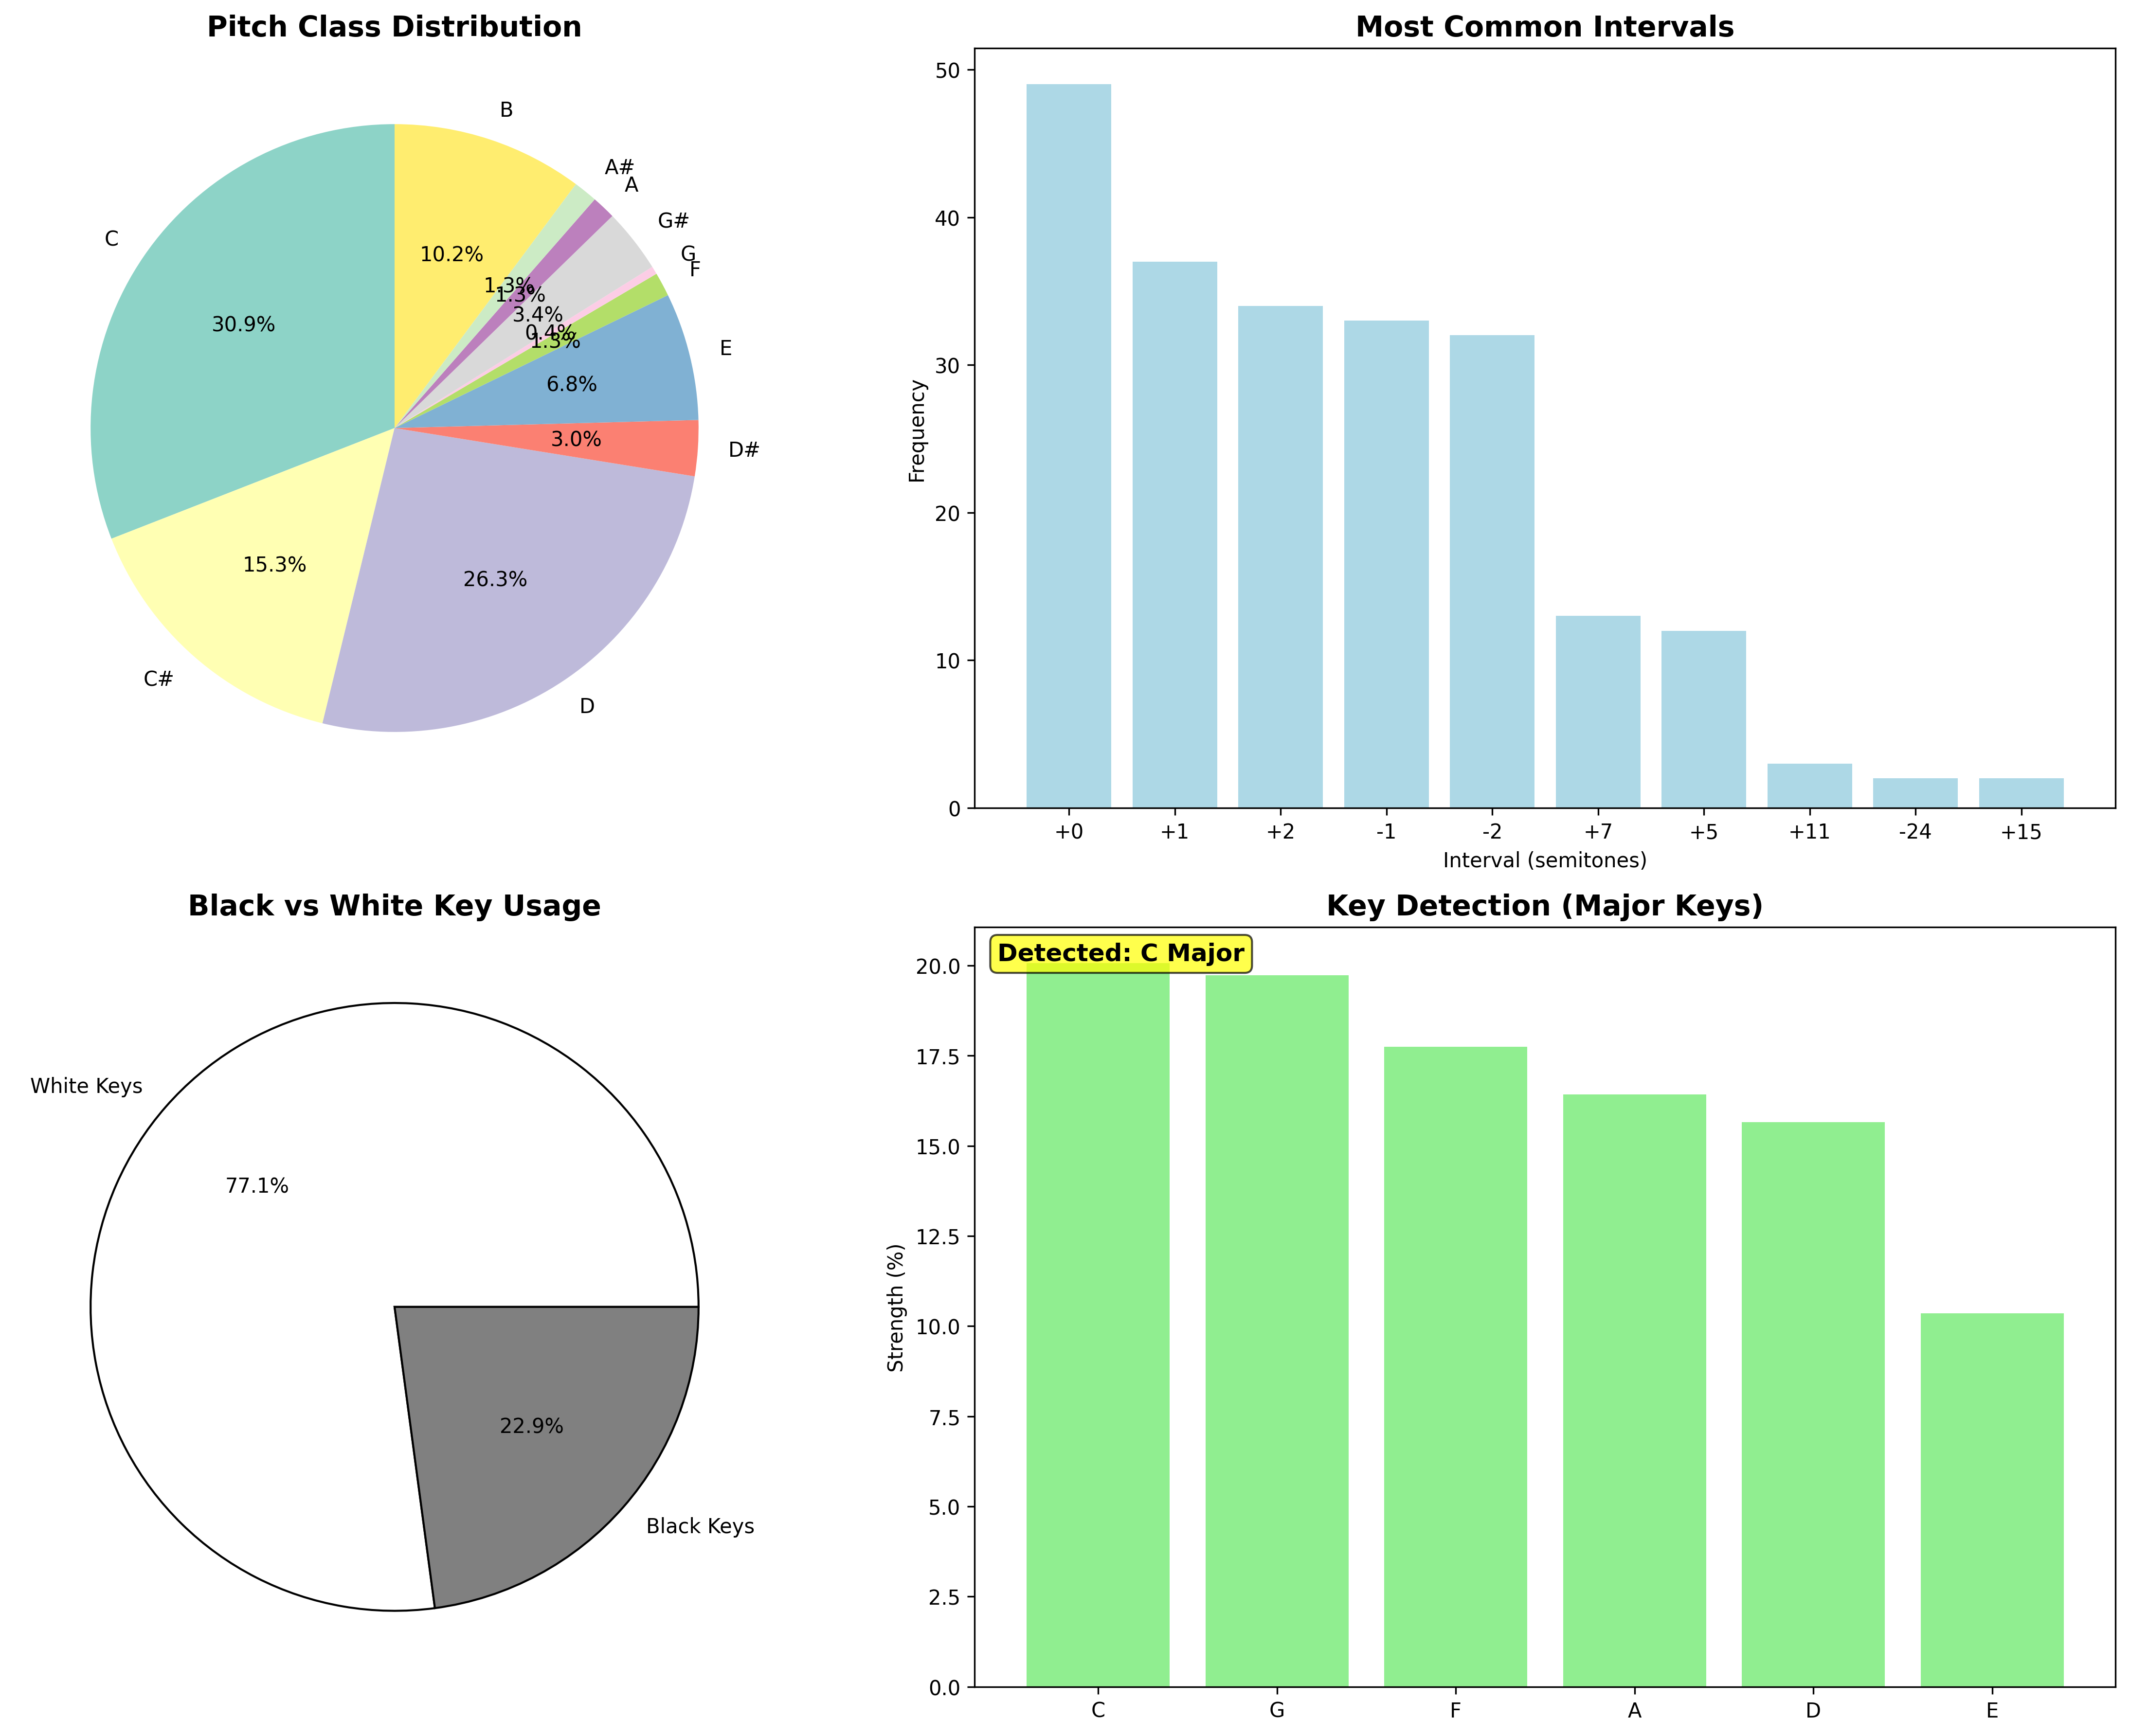 Pitch Class Distribution
B
A#
A
G#
G
F
E
D#
D
C#
C
10.2%
1.3%
1.3%
3.4%
0.4%
1.3%
6.8%
3.0%
26.3%
15.3%
30.9%
Most Common Intervals
50
40
30
20
10
0
Frequency
+0 +1 +2 -1 -2 +7 +5 +11 -24 +15
Interval (semitones)
Black vs White Key Usage
White Keys
77.1%
22.9%
Black Keys
Key Detection (Major Keys)
Detected: C Major
20.0
17.5
15.0
12.5
10.0
7.5
5.0
2.5
0.0
Strength (%)
C G F A D E